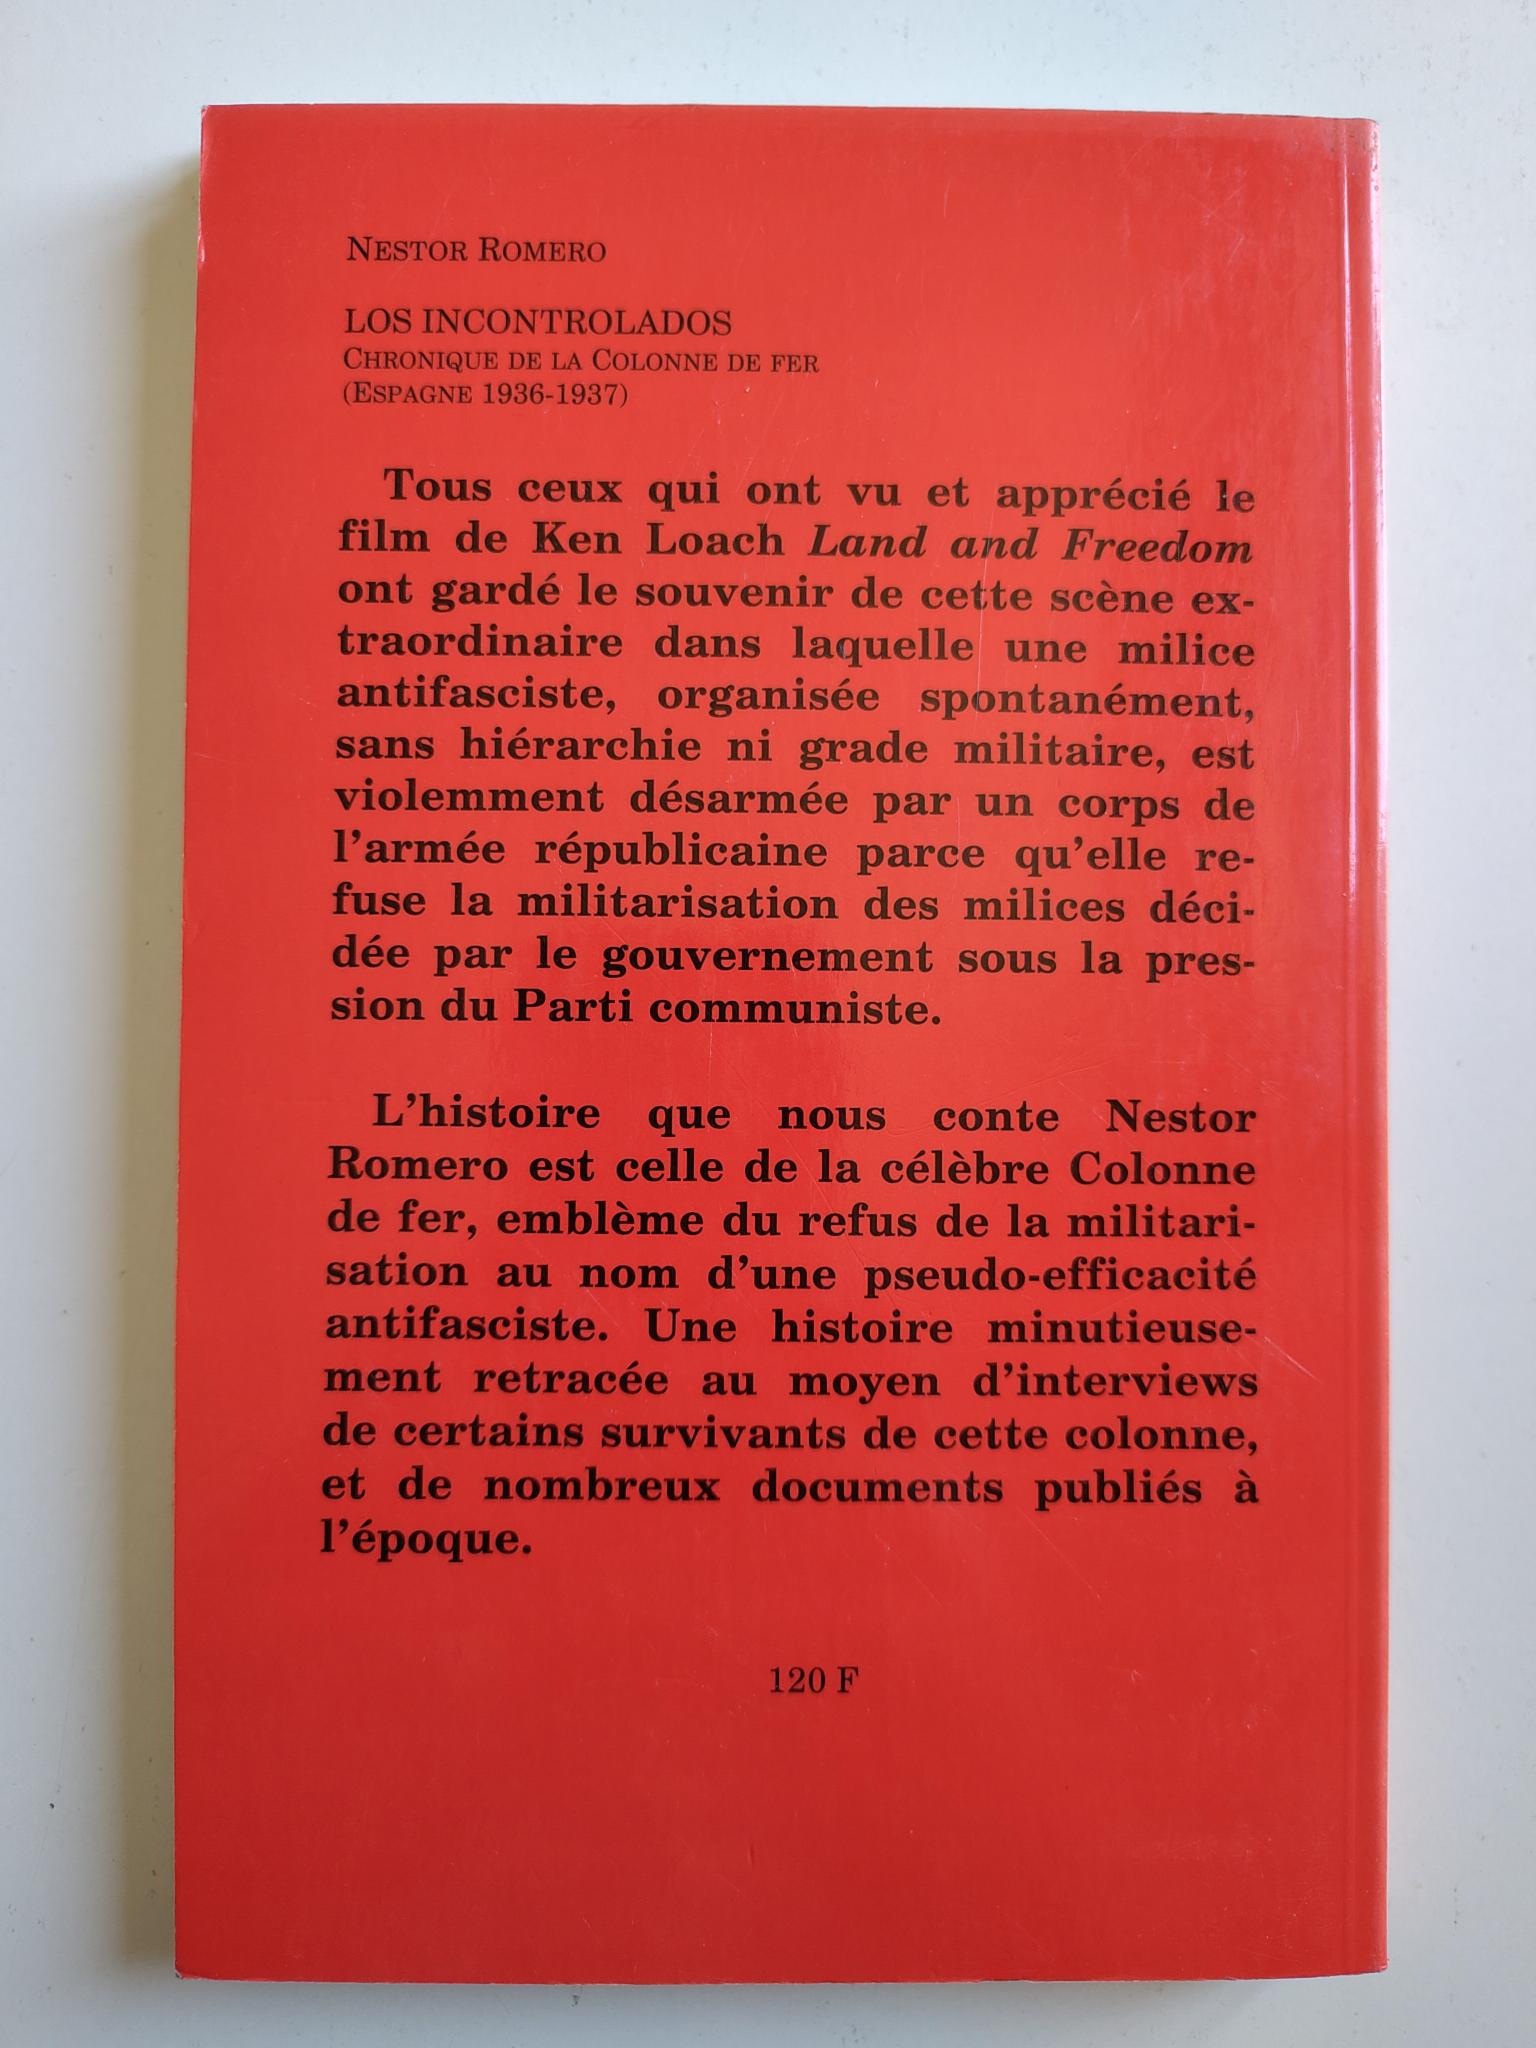 NESTOR ROMERO
LOS INCONTROLADOS
CHRONIQUE DE LA COLONNE DE FER
(ESPAGNE 1936-1937)
Tous ceux qui ont vu et apprécié le
film de Ken Loach Land and Freedom
ont gardé le souvenir de cette scène ex-
traordinaire dans laquelle une milice
antifasciste, organisée spontanément,
sans hiérarchie ni grade militaire, est
violemment désarmée par un corps de
l'armée républicaine parce qu'elle re-
fuse la militarisation des milices déci-
dée par le gouvernement sous la pres-
sion du Parti communiste.
L'histoire que nous conte Nestor
Romero est celle de la célèbre Colonne
de fer, emblème du refus de la militari-
sation au nom d'une pseudo-efficacité
antifasciste. Une histoire minutieuse-
ment retracée au moyen d'interviews
de certains survivants de cette colonne,
et de nombreux documents publiés à
l'époque.
120 F